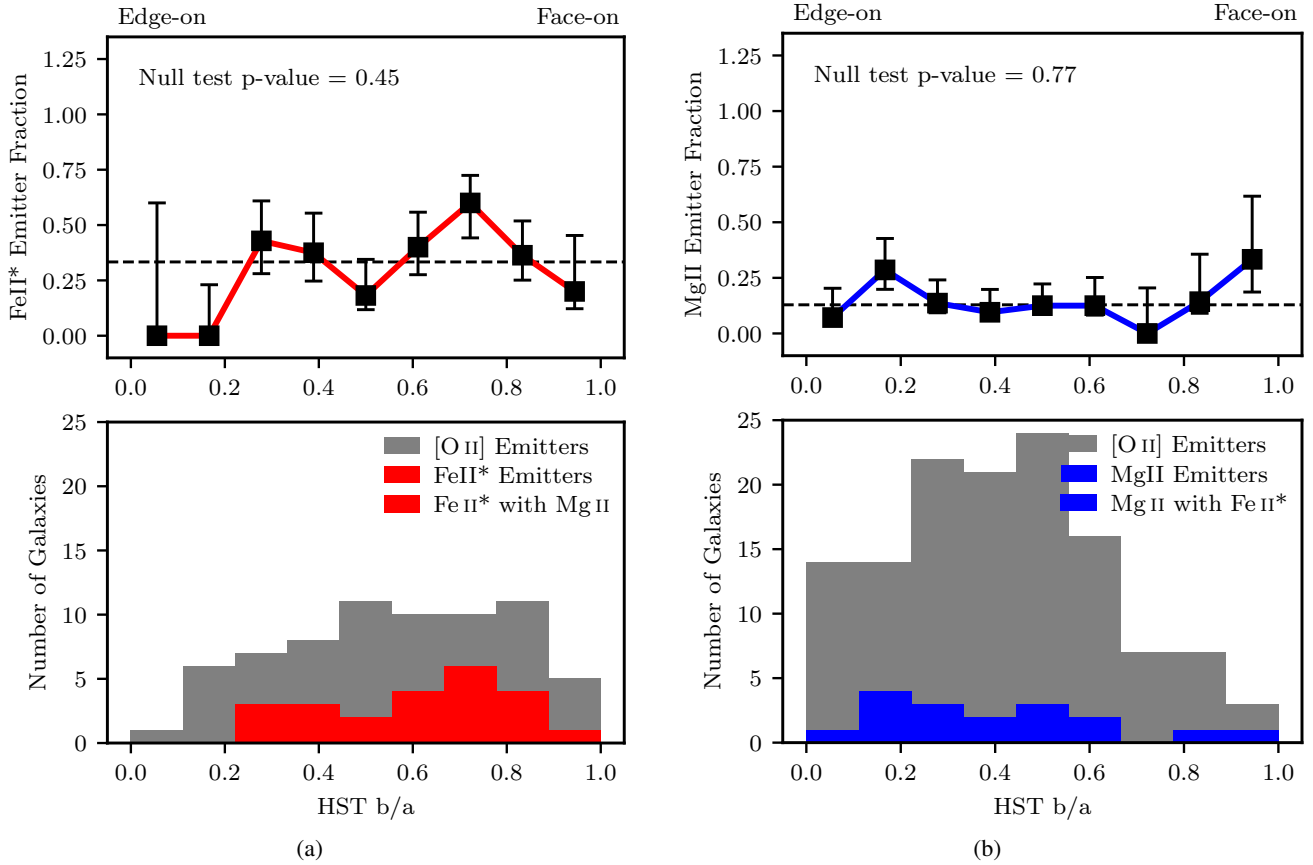 Edge-on Face-on
Null test p-value = 0.45
FeII* Emitter Fraction
1.25
1.00
0.75
0.50
0.25
0.00
0.0 0.2 0.4 0.6 0.8 1.0
[O II] Emitters
FeII* Emitters
Fe II* with Mg II
Number of Galaxies
25
20
15
10
5
0
0.0 0.2 0.4 0.6 0.8 1.0
HST b/a
(a)
Edge-on Face-on
Null test p-value = 0.77
MgII Emitter Fraction
1.25
1.00
0.75
0.50
0.25
0.00
0.0 0.2 0.4 0.6 0.8 1.0
[O II] Emitters
MgII Emitters
Mg II with Fe II*
Number of Galaxies
25
20
15
10
5
0
0.0 0.2 0.4 0.6 0.8 1.0
HST b/a
(b)